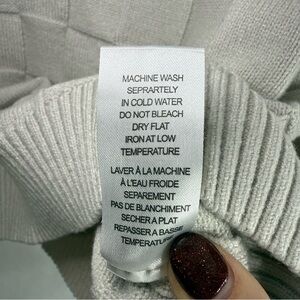 MACHINE WASH
SEPRARTELY
IN COLD WATER
DO NOT BLEACH
DRY FLAT
IRON AT LOW
TEMPERATURE
LAVER À LA MACHINE
À L'EAU FROIDE
SEPAREMENT
PAS DE BLANCHIMENT
SECHER A PLAT
REPASSER A BASSE
TEMPERATURE